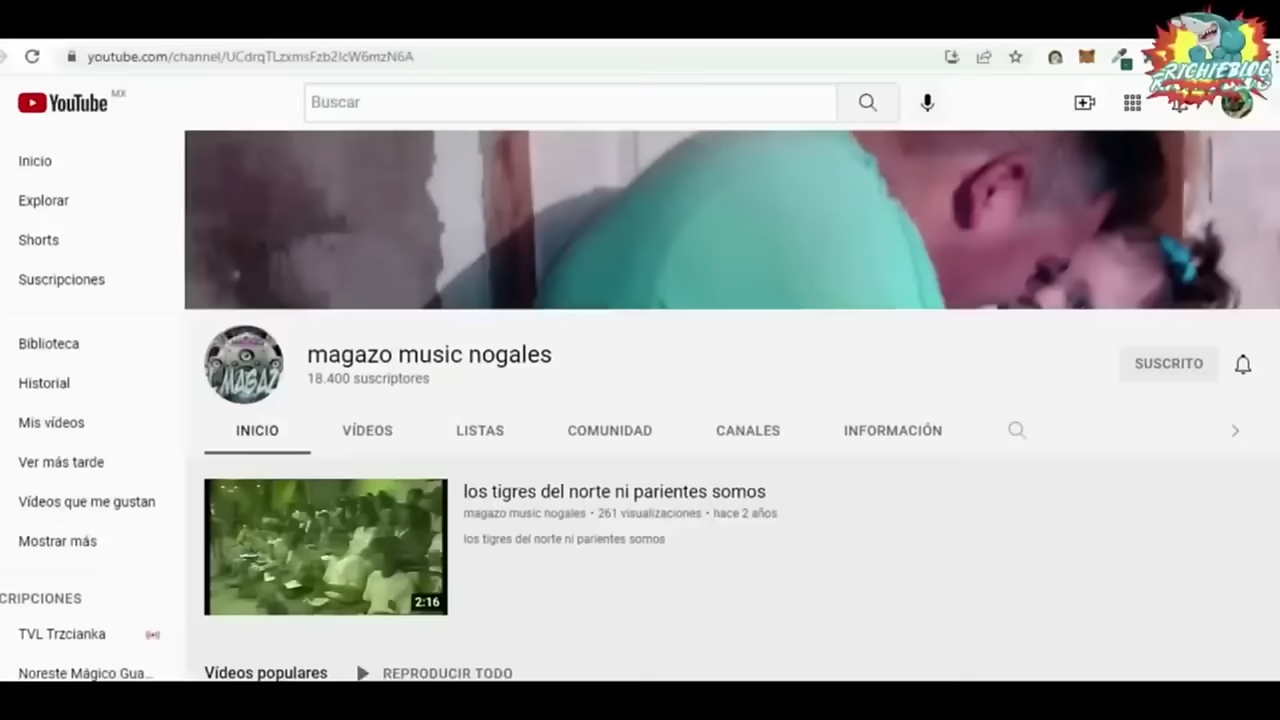 youtube.com/channel/UCdrqTLzxmsFzb2IcW6mzN6A
RICHIEBLOG
YouTube MX
Buscar
Inicio
Explorar
Shorts
Suscripciones
Biblioteca
Historial
Mis vídeos
Ver más tarde
Vídeos que me gustan
Mostrar más
CRIPCIONES
TVL Trzcianka
Noreste Mágico Gua...
MAGAZ
magazo music nogales
18.400 suscriptores
SUSCRITO
INICIO VÍDEOS LISTAS COMUNIDAD CANALES INFORMACIÓN
2:16
los tigres del norte ni parientes somos
magazo music nogales • 261 visualizaciones • hace 2 años
los tigres del norte ni parientes somos
Vídeos populares REPRODUCIR TODO